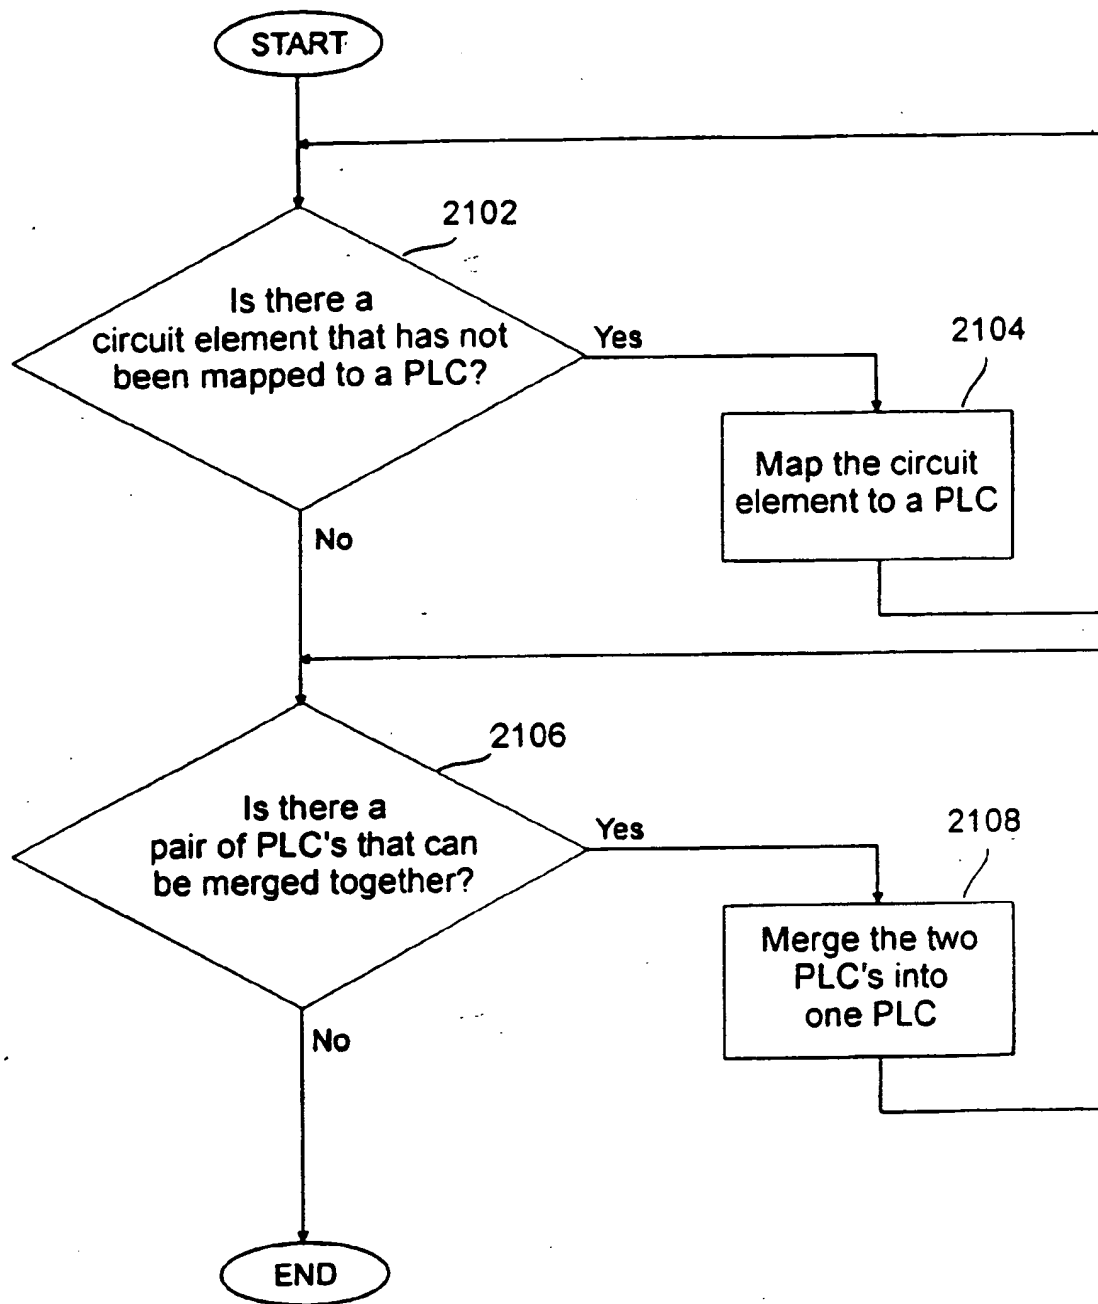 START
2102
Is there a
circuit element that has not
been mapped to a PLC?
Yes
2104
Map the circuit
element to a PLC
No
2106
Is there a
pair of PLC's that can
be merged together?
Yes
2108
Merge the two
PLC's into
one PLC
No
END